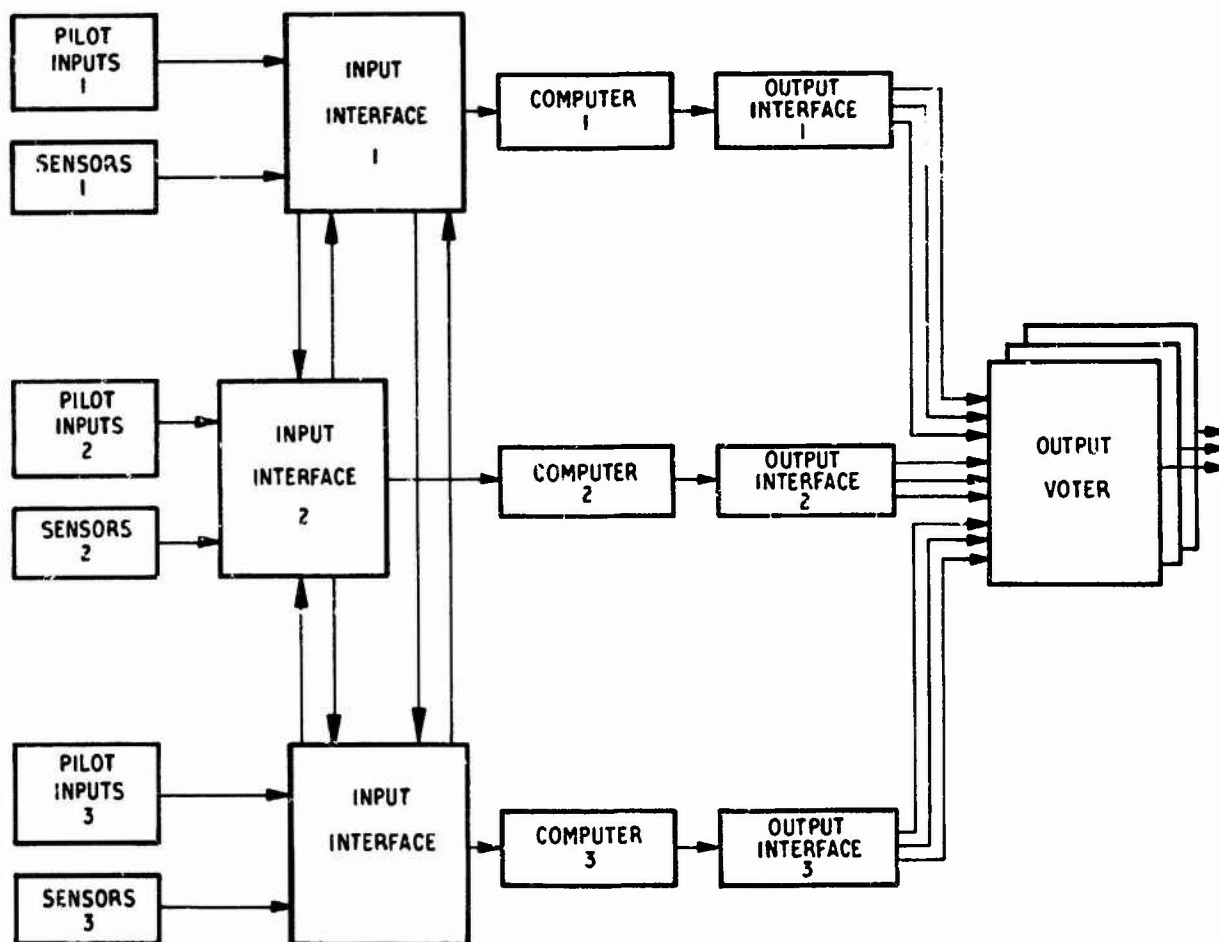 PILOT
INPUTS
1
SENSORS
1
INPUT
INTERFACE
1
COMPUTER
1
OUTPUT
INTERFACE
1
PILOT
INPUTS
2
SENSORS
2
INPUT
INTERFACE
2
COMPUTER
2
OUTPUT
INTERFACE
2
OUTPUT
VOTER
PILOT
INPUTS
3
SENSORS
3
INPUT
INTERFACE
COMPUTER
3
OUTPUT
INTERFACE
3